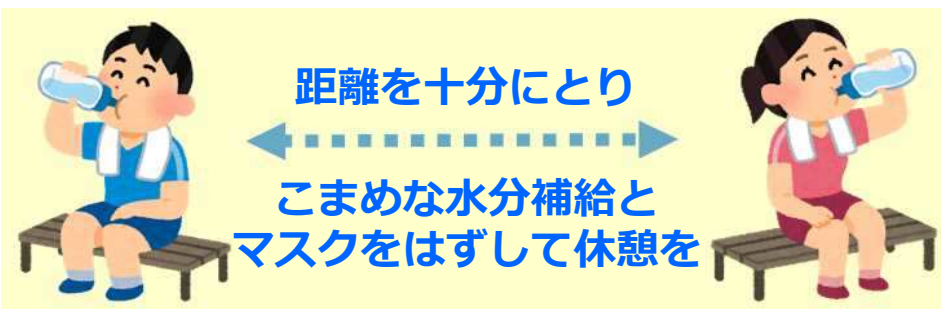 距離を十分にとり
こまめな水分補給と
マスクをはずして休憩を